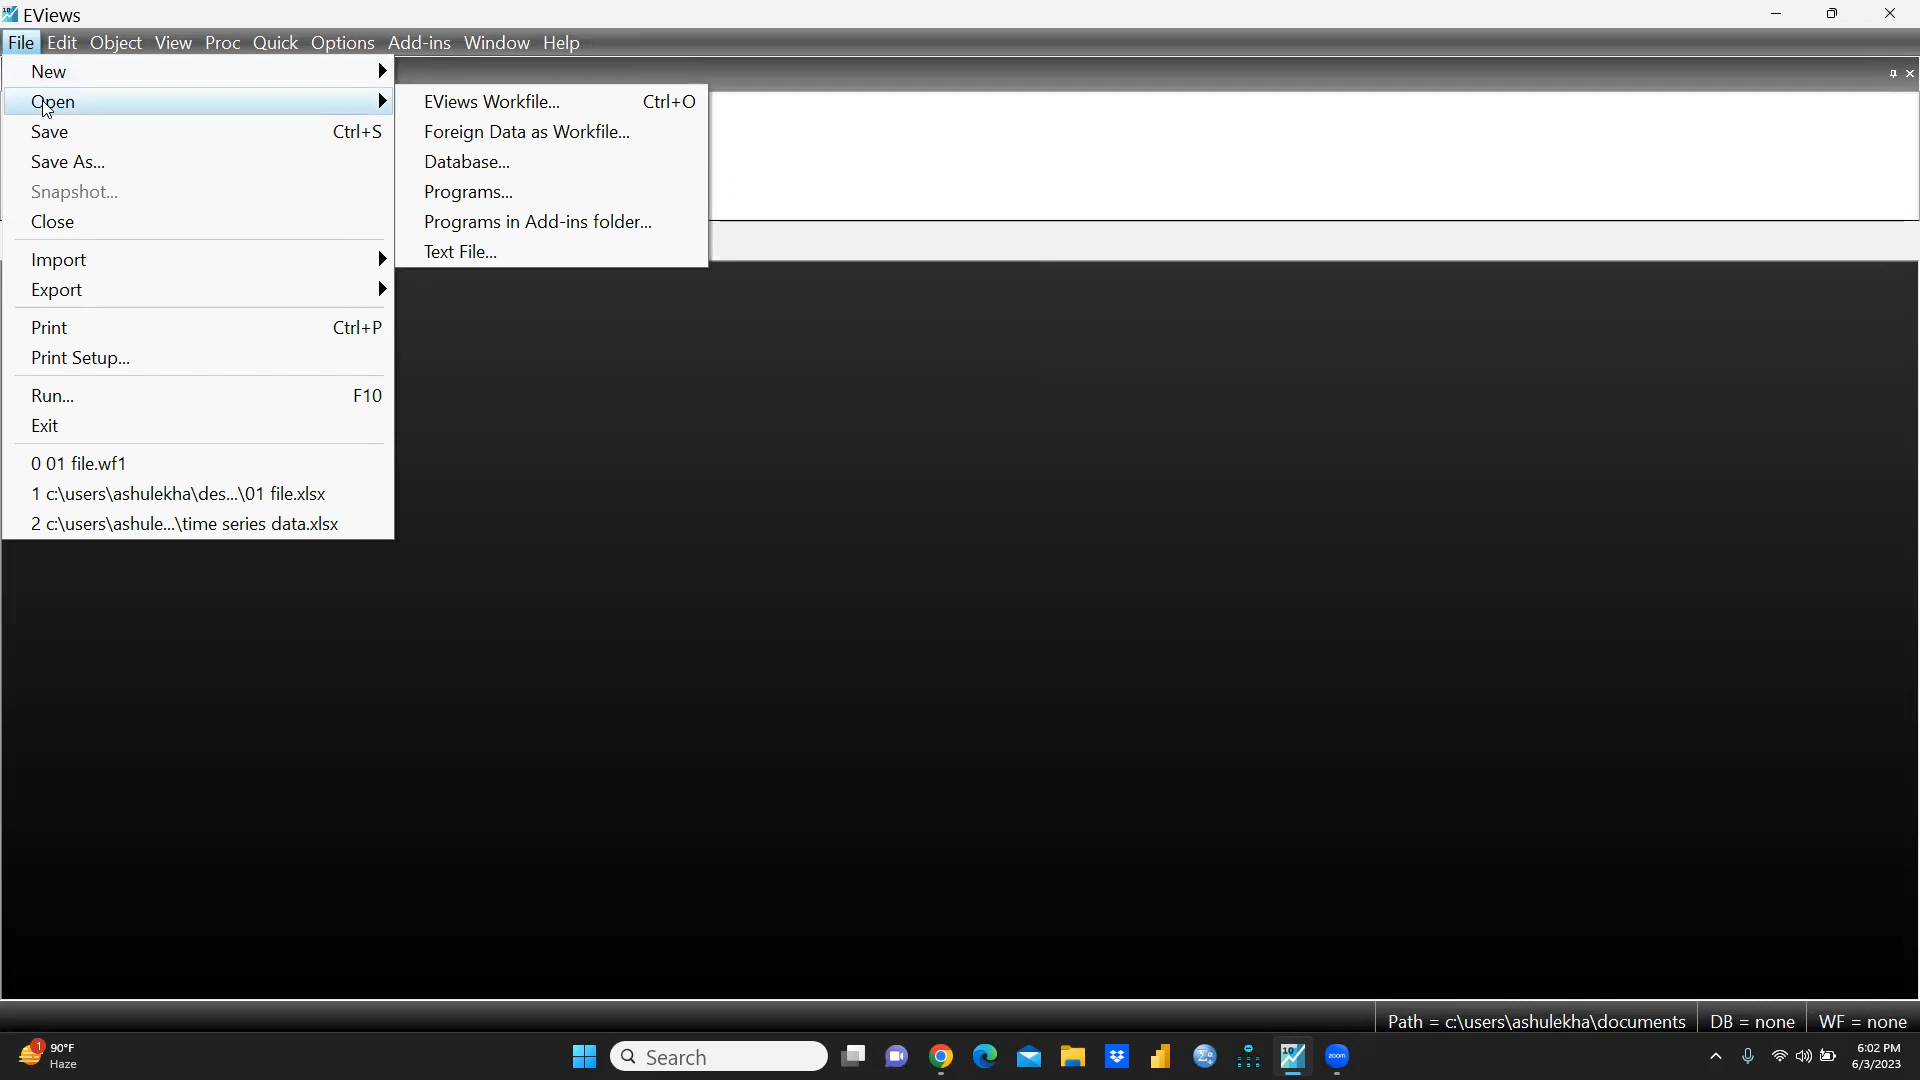 EViews
File Edit Object View Proc Quick Options Add-ins Window Help
New
Open
Save Ctrl+S
Save As...
Snapshot...
Close
Import
Export
Print Ctrl+P
Print Setup...
Run... F10
Exit
0 01 file.wf1
1 c:\users\ashulekha\des...\01 file.xlsx
2 c:\users\ashule...\time series data.xlsx
EViews Workfile... Ctrl+O
Foreign Data as Workfile...
Database...
Programs...
Programs in Add-ins folder...
Text File...
Path = c:\users\ashulekha\documents DB = none WF = none
1
90°F
Haze
Search
10
zoom
6:02 PM
6/3/2023